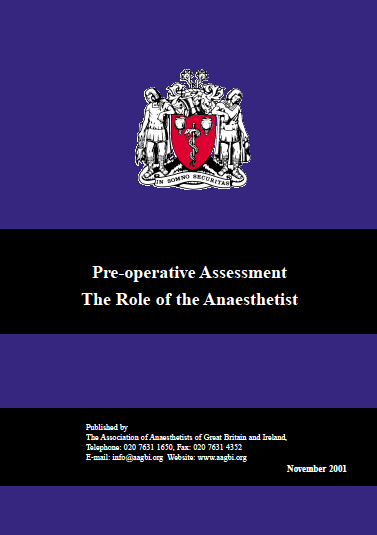 IN SOMNO SECURITAS
Pre-operative Assessment
The Role of the Anaesthetist
Published by
The Association of Anaesthetists of Great Britain and Ireland,
Telephone: 020 7631 1650, Fax: 020 7631 4352
E-mail: info@aagbi.org Website: www.aagbi.org
November 2001